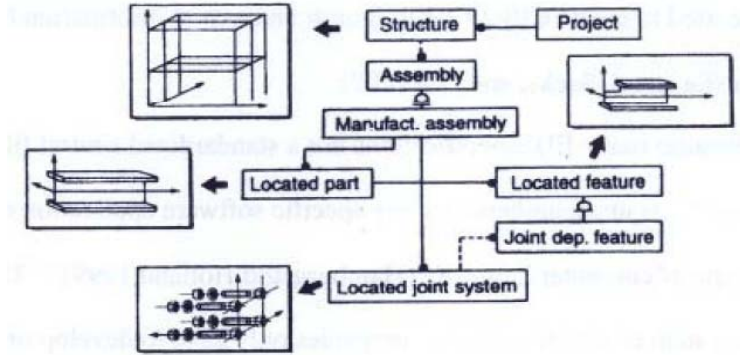 Structure
Project
Assembly
Manufact. assembly
Located part
Located feature
Joint dep. feature
Located joint system